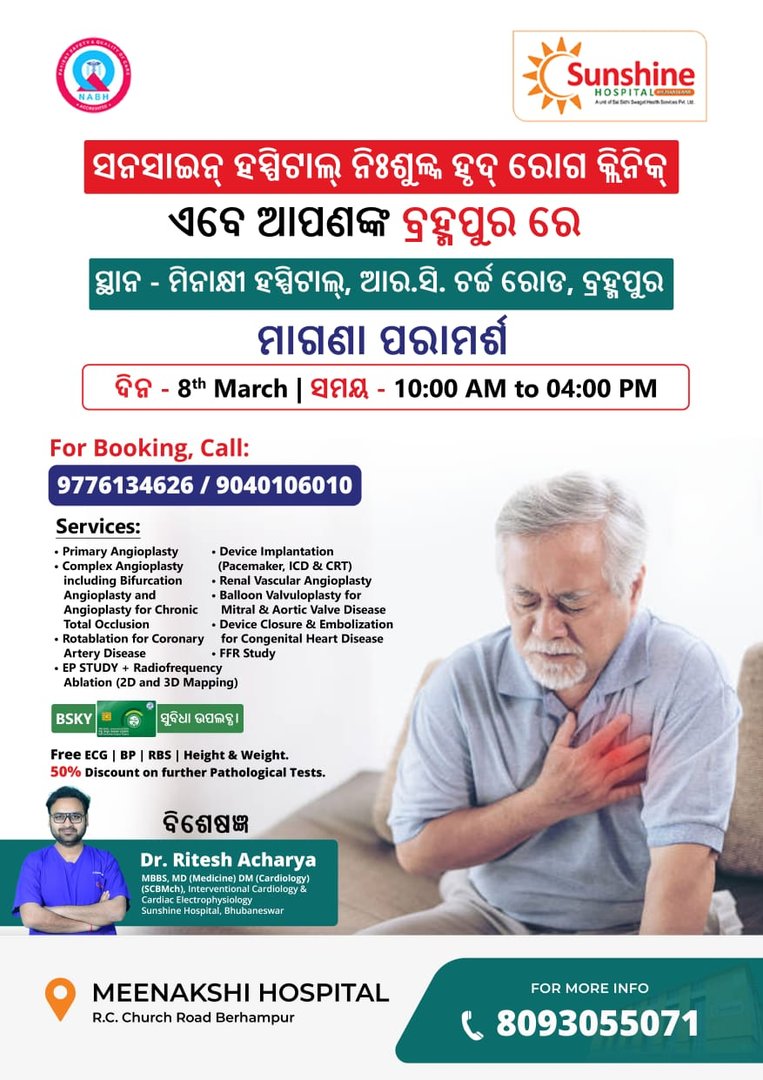 PATIENT SAFETY & QUALITY OF CARE
NABH
ACCREDITED
Sunshine
HOSPITAL BHUBANESWAR
A unit of Sai Sidhi Swagat Health Services Pvt. Ltd.
ସନସାଇନ୍ ହସ୍ପିଟାଲ୍ ନିଃଶୁଳ୍କ ହୃଦ୍ ରୋଗ କ୍ଲିନିକ୍
ଏବେ ଆପଣଙ୍କ ବ୍ରହ୍ମପୁର ରେ
ସ୍ଥାନ - ମିନାକ୍ଷୀ ହସ୍ପିଟାଲ୍, ଆର.ସି. ଚର୍ଚ୍ଚ ରୋଡ, ବ୍ରହ୍ମପୁର
ମାଗଣା ପରାମର୍ଶ
ଦିନ - 8th March | ସମୟ - 10:00 AM to 04:00 PM
For Booking, Call:
9776134626 / 9040106010
Services:
• Primary Angioplasty
• Complex Angioplasty
including Bifurcation
Angioplasty and
Angioplasty for Chronic
Total Occlusion
• Rotablation for Coronary
Artery Disease
• EP STUDY + Radiofrequency
Ablation (2D and 3D Mapping)
• Device Implantation
(Pacemaker, ICD & CRT)
• Renal Vascular Angioplasty
• Balloon Valvuloplasty for
Mitral & Aortic Valve Disease
• Device Closure & Embolization
for Congenital Heart Disease
• FFR Study
BSKY ସୁବିଧା ଉପଲବ୍ଧ।
Free ECG | BP | RBS | Height & Weight.
50% Discount on further Pathological Tests.
ବିଶେଷଜ୍ଞ
Dr. Ritesh Acharya
MBBS, MD (Medicine) DM (Cardiology)
(SCBMch), Interventional Cardiology &
Cardiac Electrophysiology
Sunshine Hospital, Bhubaneswar
MEENAKSHI HOSPITAL
R.C. Church Road Berhampur
FOR MORE INFO
8093055071